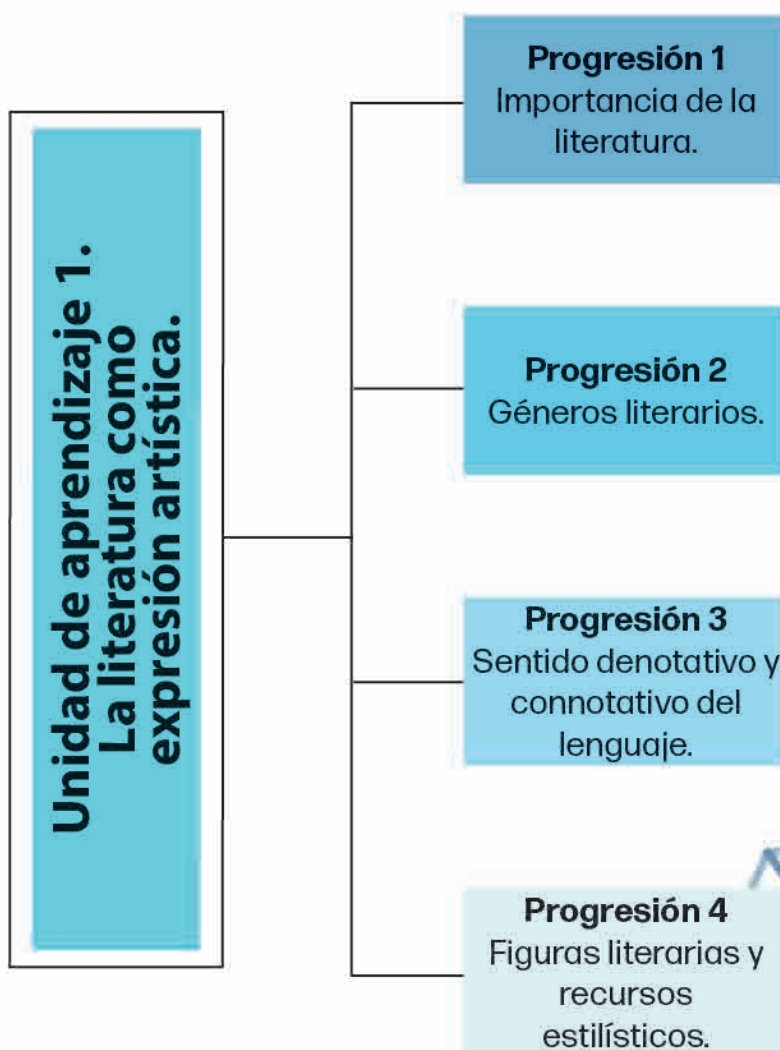 Unidad de aprendizaje 1.
La literatura como
expresión artística.
Progresión 1
Importancia de la
literatura.
Progresión 2
Géneros literarios.
Progresión 3
Sentido denotativo y
connotativo del
lenguaje.
Progresión 4
Figuras literarias y
recursos
estilísticos.